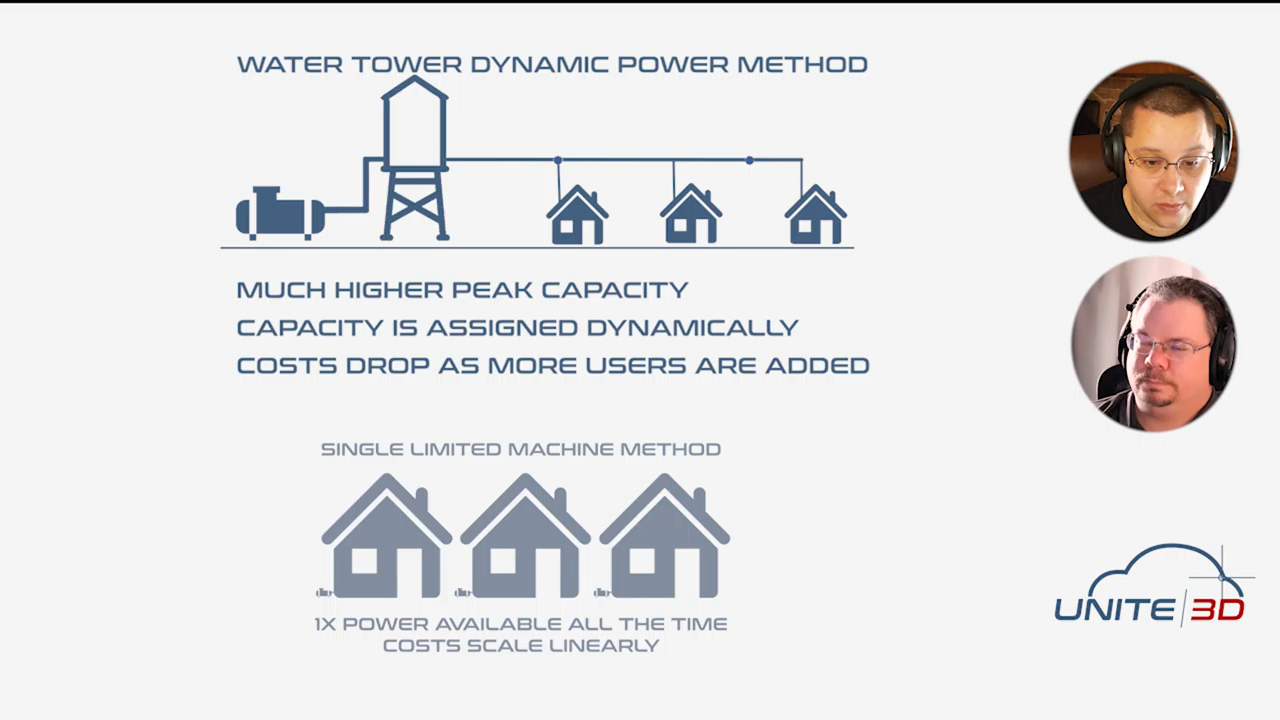 WATER TOWER DYNAMIC POWER METHOD
MUCH HIGHER PEAK CAPACITY
CAPACITY IS ASSIGNED DYNAMICALLY
COSTS DROP AS MORE USERS ARE ADDED
SINGLE LIMITED MACHINE METHOD
1X POWER AVAILABLE ALL THE TIME
COSTS SCALE LINEARLY
UNITE|3D